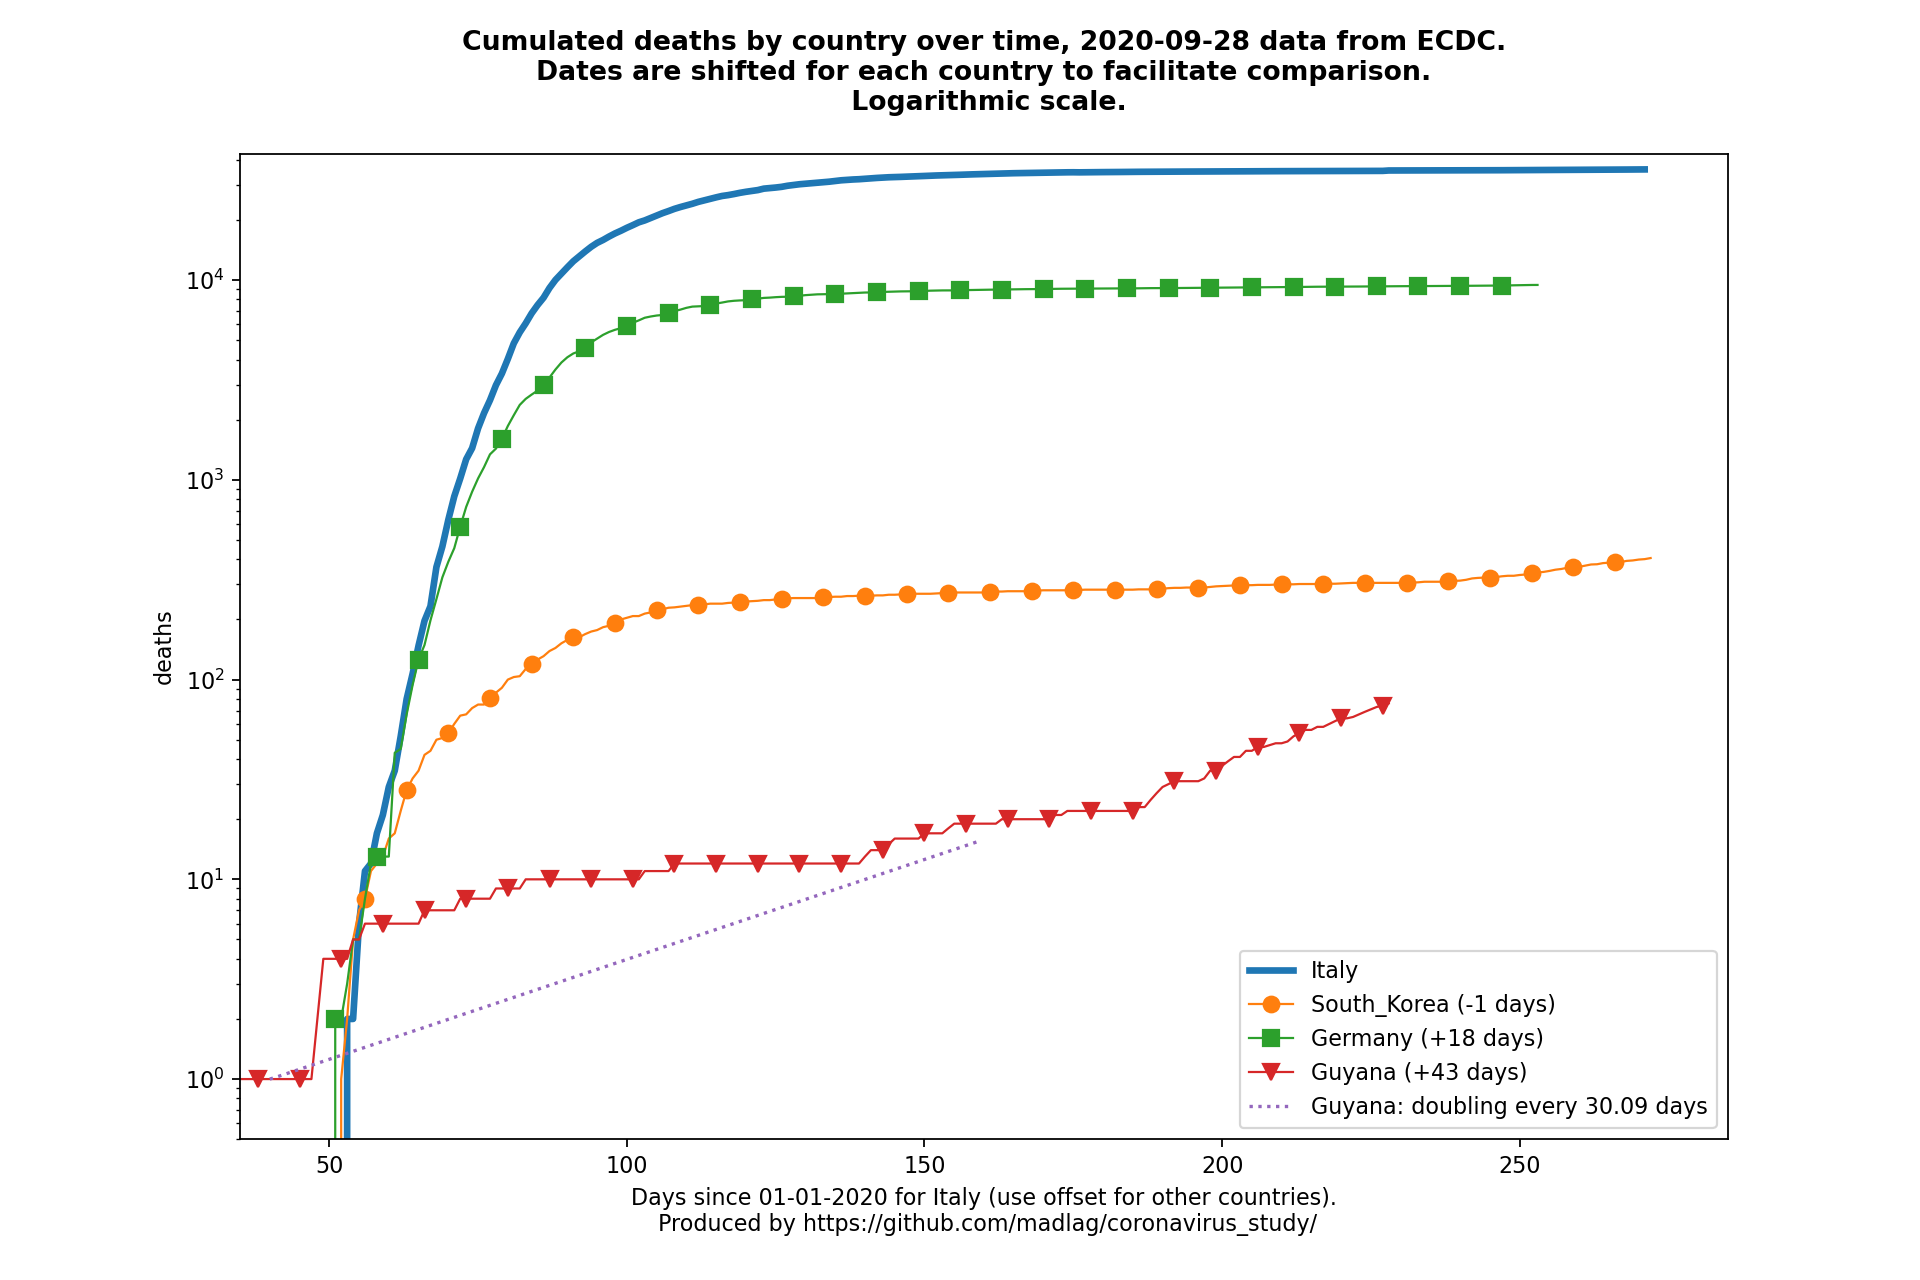 Cumulated deaths by country over time, 2020-09-28 data from ECDC.
Dates are shifted for each country to facilitate comparison.
Logarithmic scale.
10^4
10^3
10^2
10^1
10^0
deaths
Italy
South_Korea (-1 days)
Germany (+18 days)
Guyana (+43 days)
Guyana: doubling every 30.09 days
50 100 150 200 250
Days since 01-01-2020 for Italy (use offset for other countries).
Produced by https://github.com/madlag/coronavirus_study/